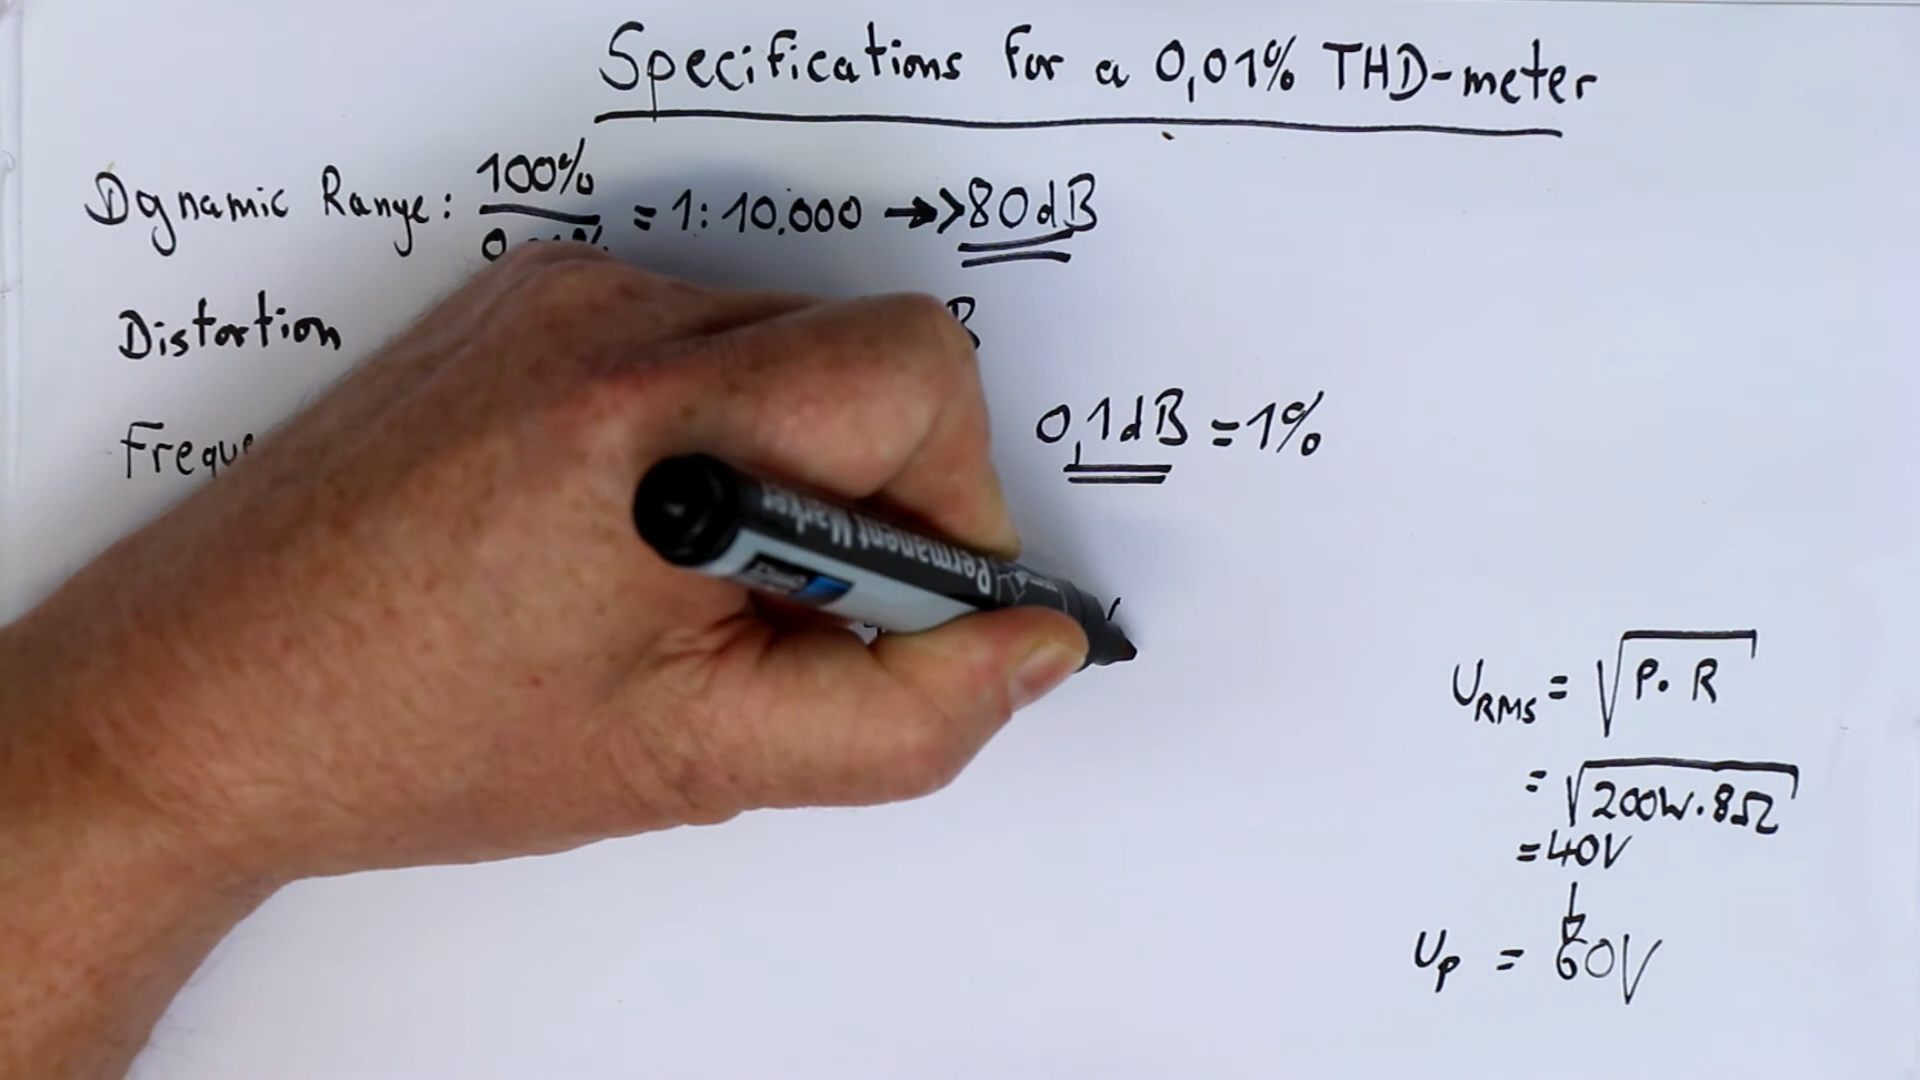 Specifications for a 0,01% THD-meter
Dynamic Range: 100% = 1:10.000 → >80dB
Distortion
0,1dB = 1%
Permanent Marker
U_RMS = √P. R
= √200W.8Ω
= 40V
↓
U_P = 60V